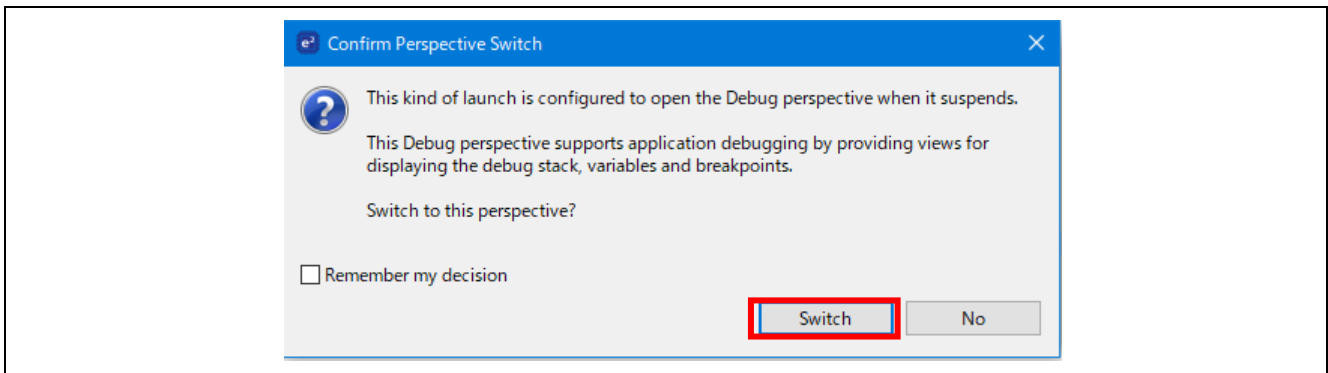 e² Confirm Perspective Switch
This kind of launch is configured to open the Debug perspective when it suspends.
This Debug perspective supports application debugging by providing views for
displaying the debug stack, variables and breakpoints.
Switch to this perspective?
Remember my decision
Switch No